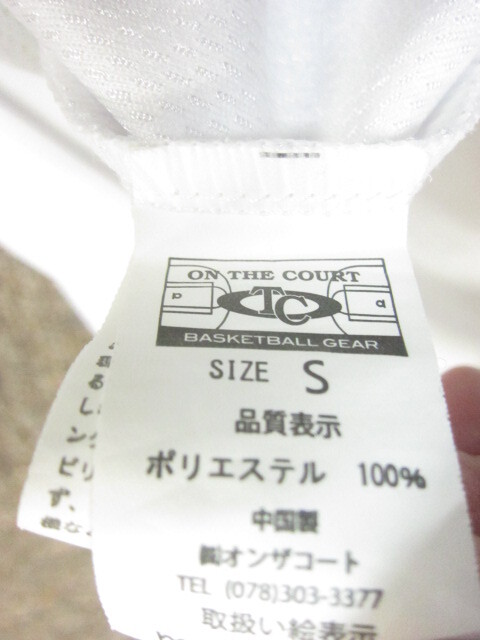 ON THE COURT
TC
BASKETBALL GEAR
SIZE S
品質表示
ポリエステル 100%
中国製
㈱オンザコート
TEL (078)303-3377
取扱い絵表示